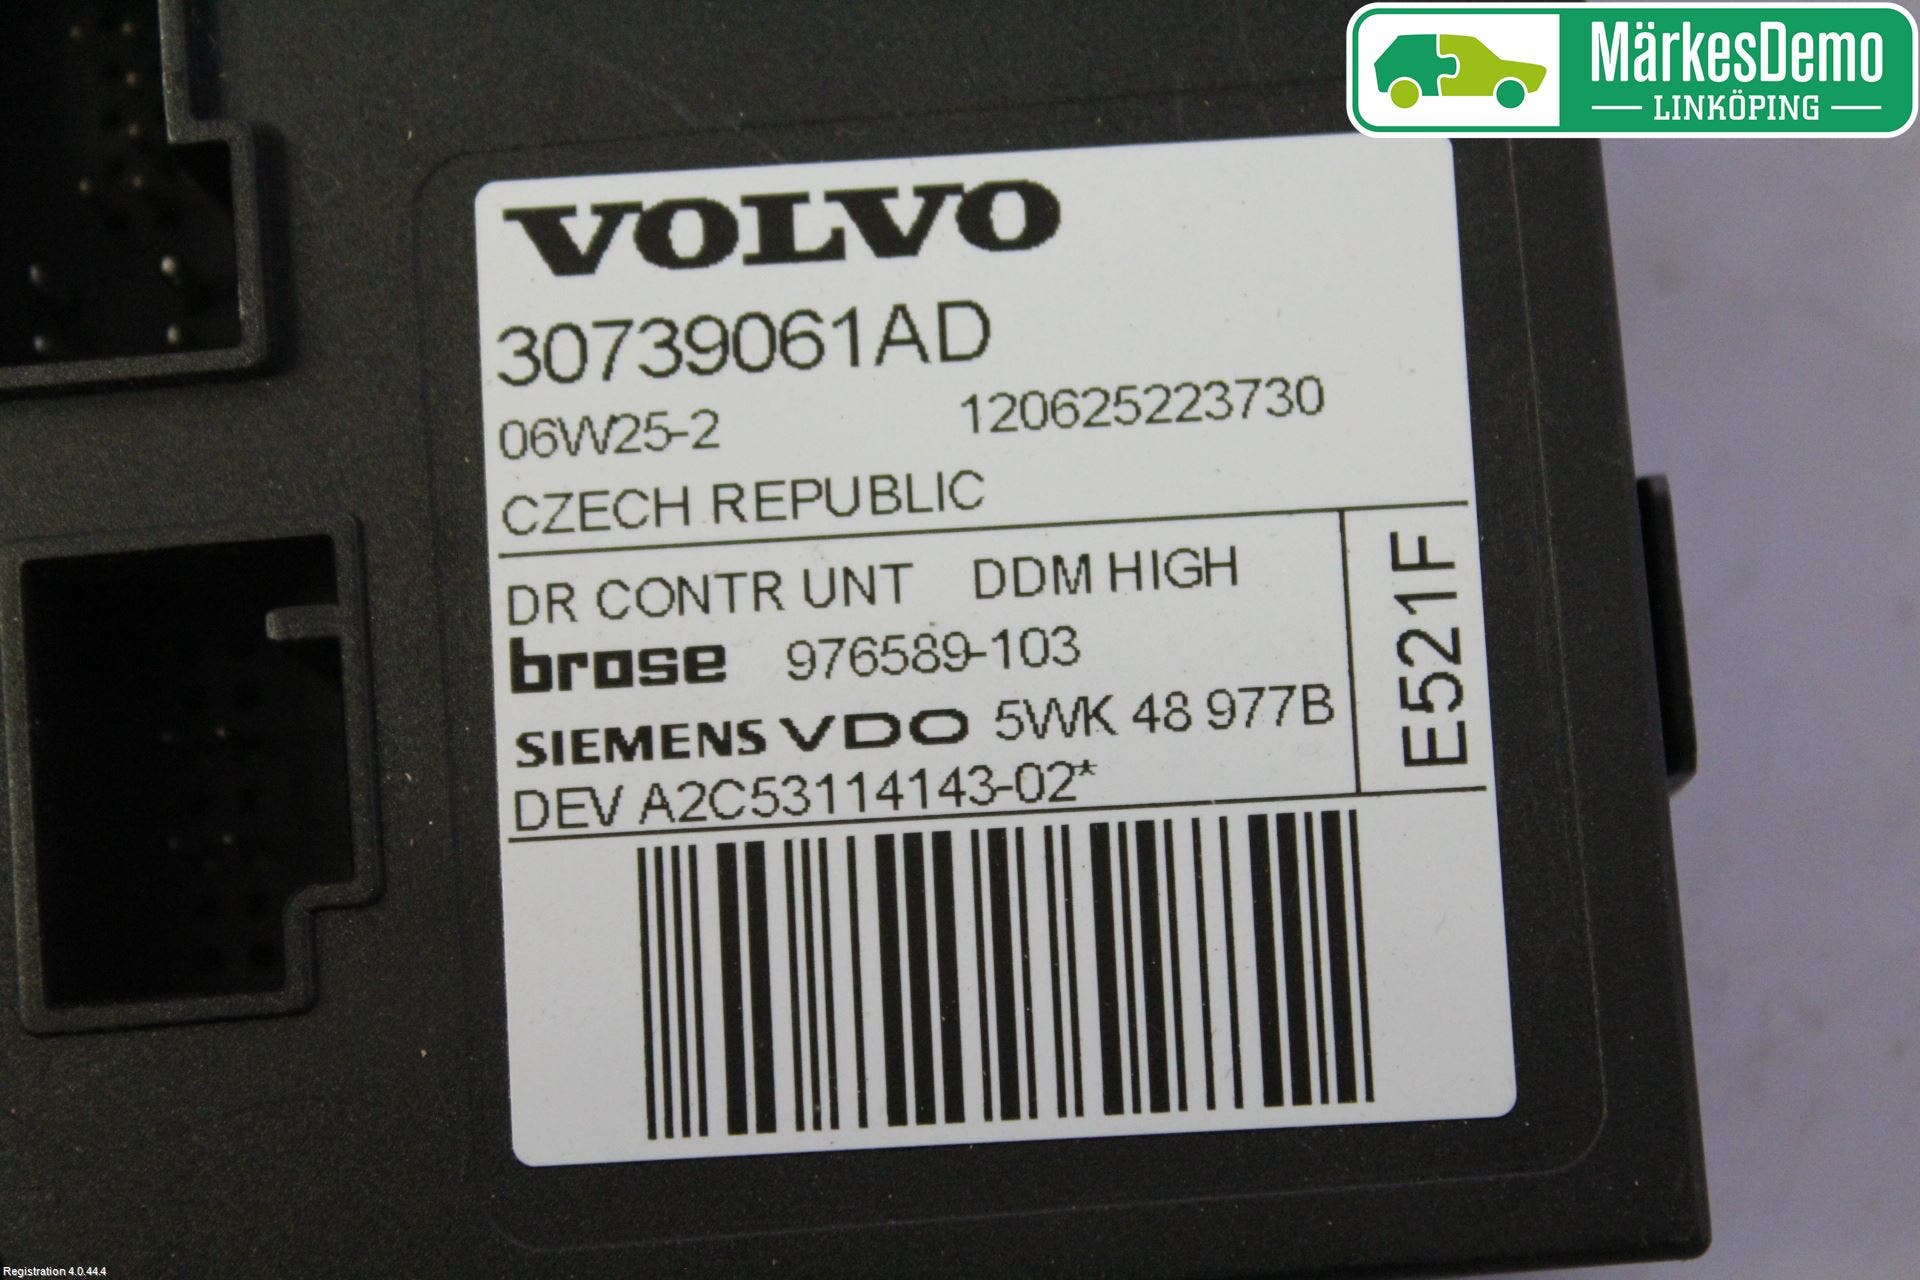 MärkesDemo
LINKÖPING
VOLVO
30739061AD
06W25-2 120625223730
CZECH REPUBLIC
DR CONTR UNT DDM HIGH
brose 976589-103
SIEMENS VDO 5WK 48 977B
DEV A2C53114143-02*
E521F
Registration 4.0.44.4